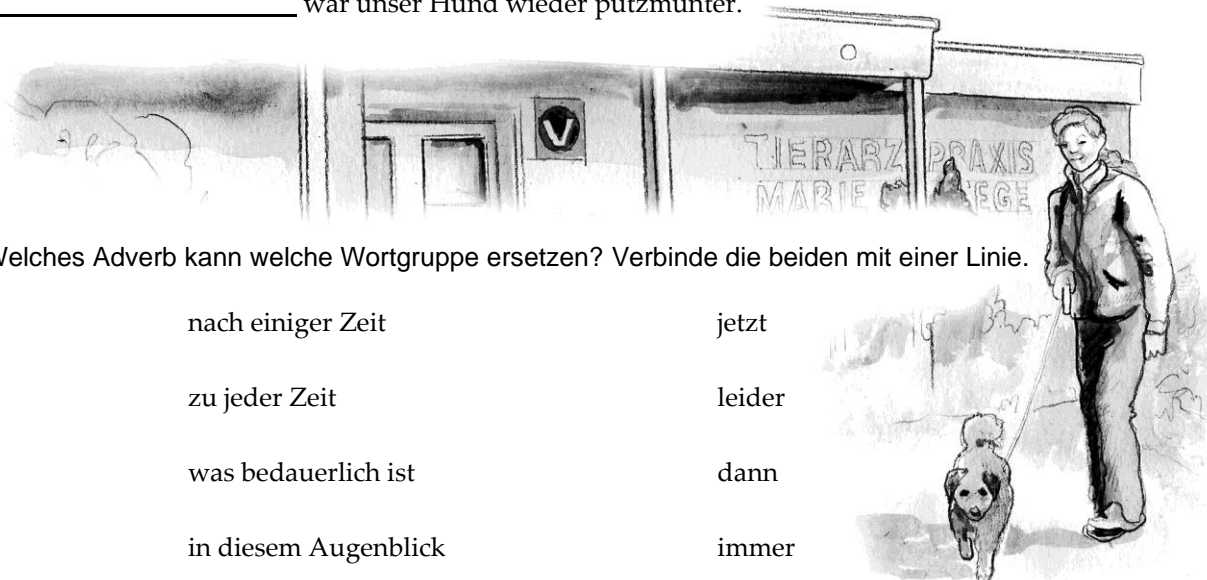 war unser Hund wieder putzmunter.
V
TIERARZ PRAXIS
MARIE EGE
Welches Adverb kann welche Wortgruppe ersetzen? Verbinde die beiden mit einer Linie.
nach einiger Zeit jetzt
zu jeder Zeit leider
was bedauerlich ist dann
in diesem Augenblick immer